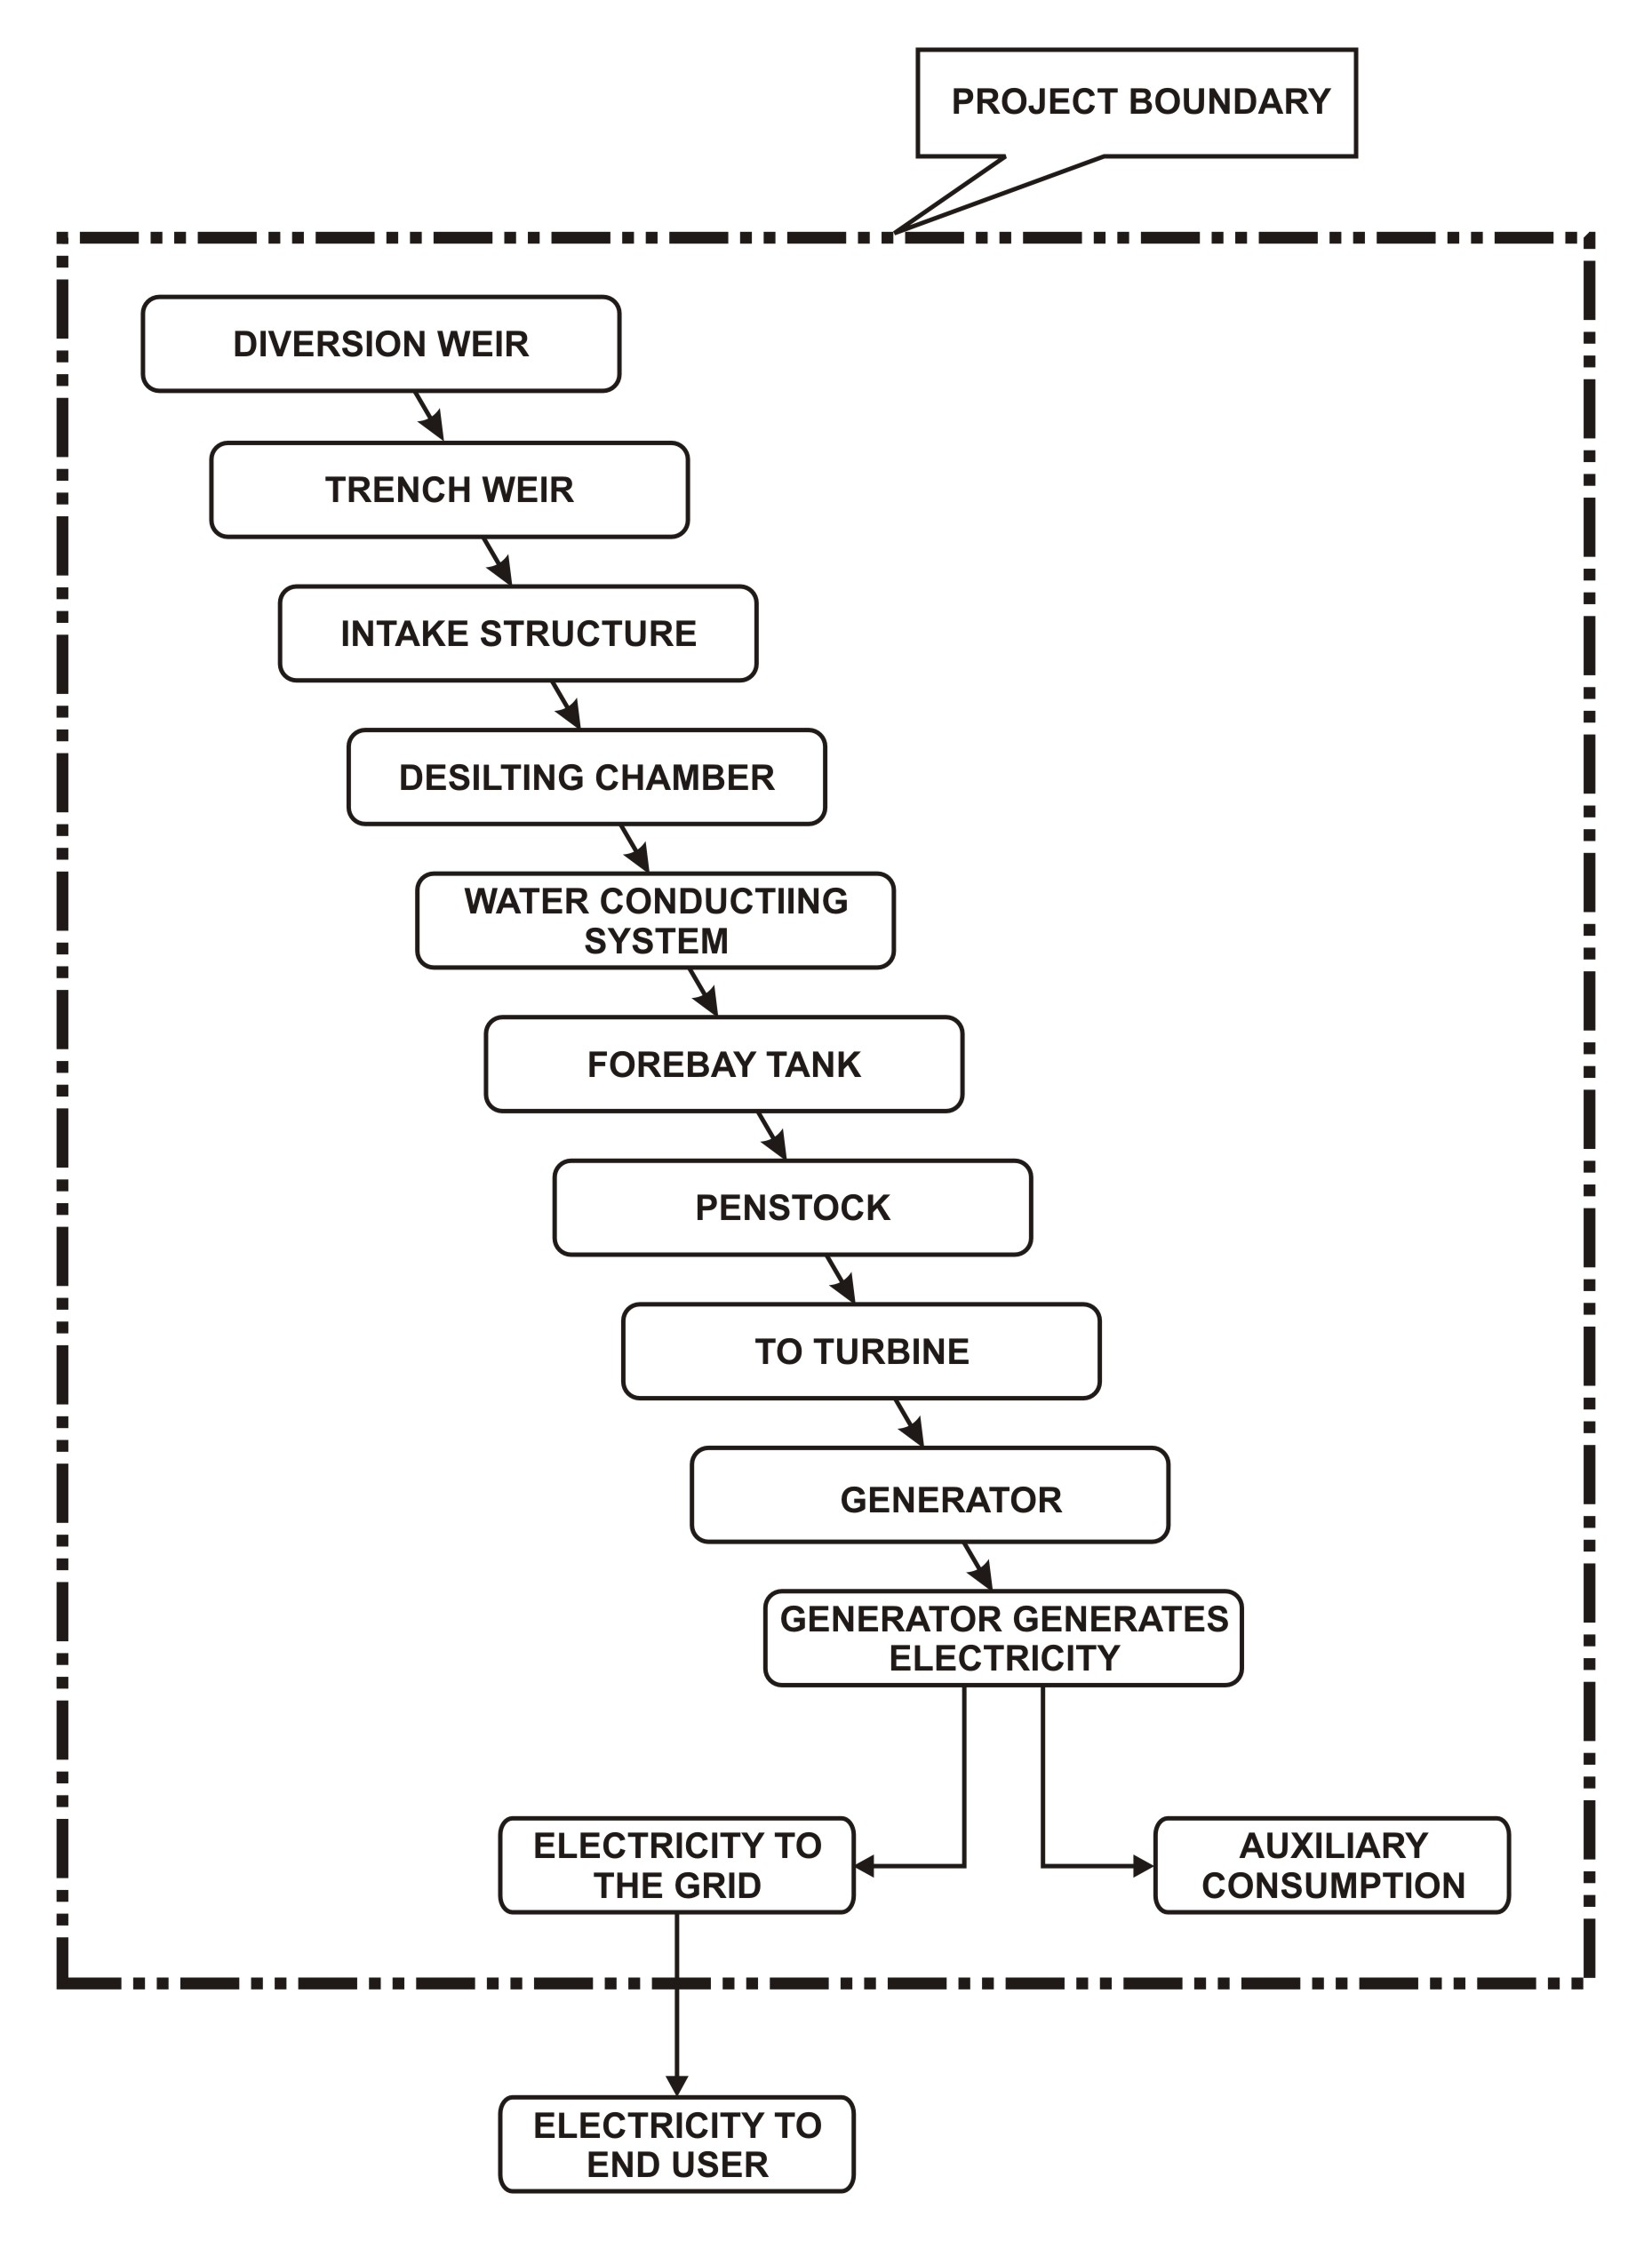 PROJECT BOUNDARY
DIVERSION WEIR
TRENCH WEIR
INTAKE STRUCTURE
DESILTING CHAMBER
WATER CONDUCTIING
SYSTEM
FOREBAY TANK
PENSTOCK
TO TURBINE
GENERATOR
GENERATOR GENERATES
ELECTRICITY
ELECTRICITY TO
THE GRID
AUXILIARY
CONSUMPTION
ELECTRICITY TO
END USER